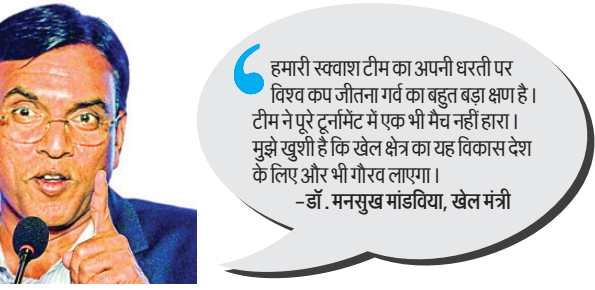 हमारी स्क्वाश टीम का अपनी धरती पर
विश्व कप जीतना गर्व का बहुत बड़ा क्षण है।
टीम ने पूरे टूर्नामेंट में एक भी मैच नहीं हारा।
मुझे खुशी है कि खेल क्षेत्र का यह विकास देश
के लिए और भी गौरव लाएगा।
–डॉ. मनसुख मांडविया, खेल मंत्री